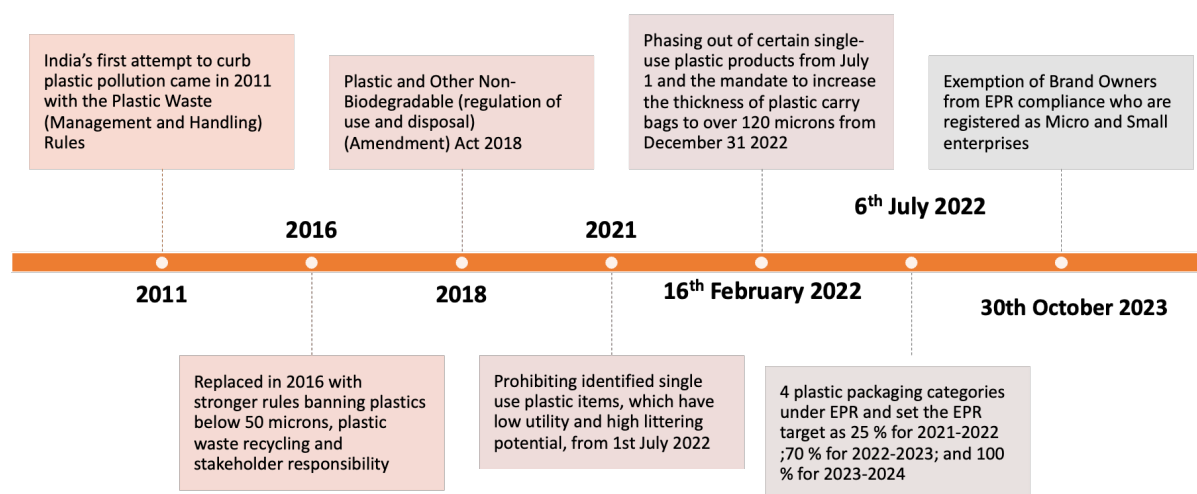 India's first attempt to curb
plastic pollution came in 2011
with the Plastic Waste
(Management and Handling)
Rules
Plastic and Other Non-
Biodegradable (regulation of
use and disposal)
(Amendment) Act 2018
Phasing out of certain single-
use plastic products from July
1 and the mandate to increase
the thickness of plastic carry
bags to over 120 microns from
December 31 2022
Exemption of Brand Owners
from EPR compliance who are
registered as Micro and Small
enterprises
2016
2021
6th July 2022
2011
2018
16th February 2022
30th October 2023
Replaced in 2016 with
stronger rules banning plastics
below 50 microns, plastic
waste recycling and
stakeholder responsibility
Prohibiting identified single
use plastic items, which have
low utility and high littering
potential, from 1st July 2022
4 plastic packaging categories
under EPR and set the EPR
target as 25 % for 2021-2022
;70 % for 2022-2023; and 100
% for 2023-2024